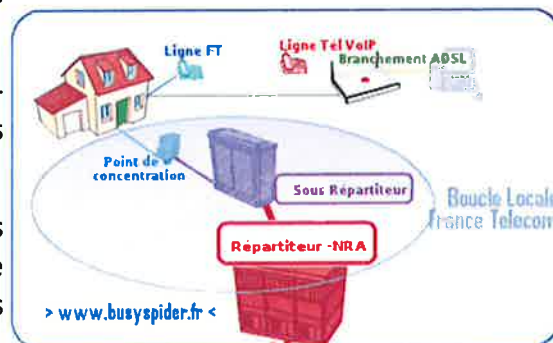 Ligne FT
Ligne Tél VoIP
Branchement ADSL
Point de
concentration
Sous Répartiteur
Boucle Locale
France Telecom
Répartiteur -NRA
> www.busyspider.fr <